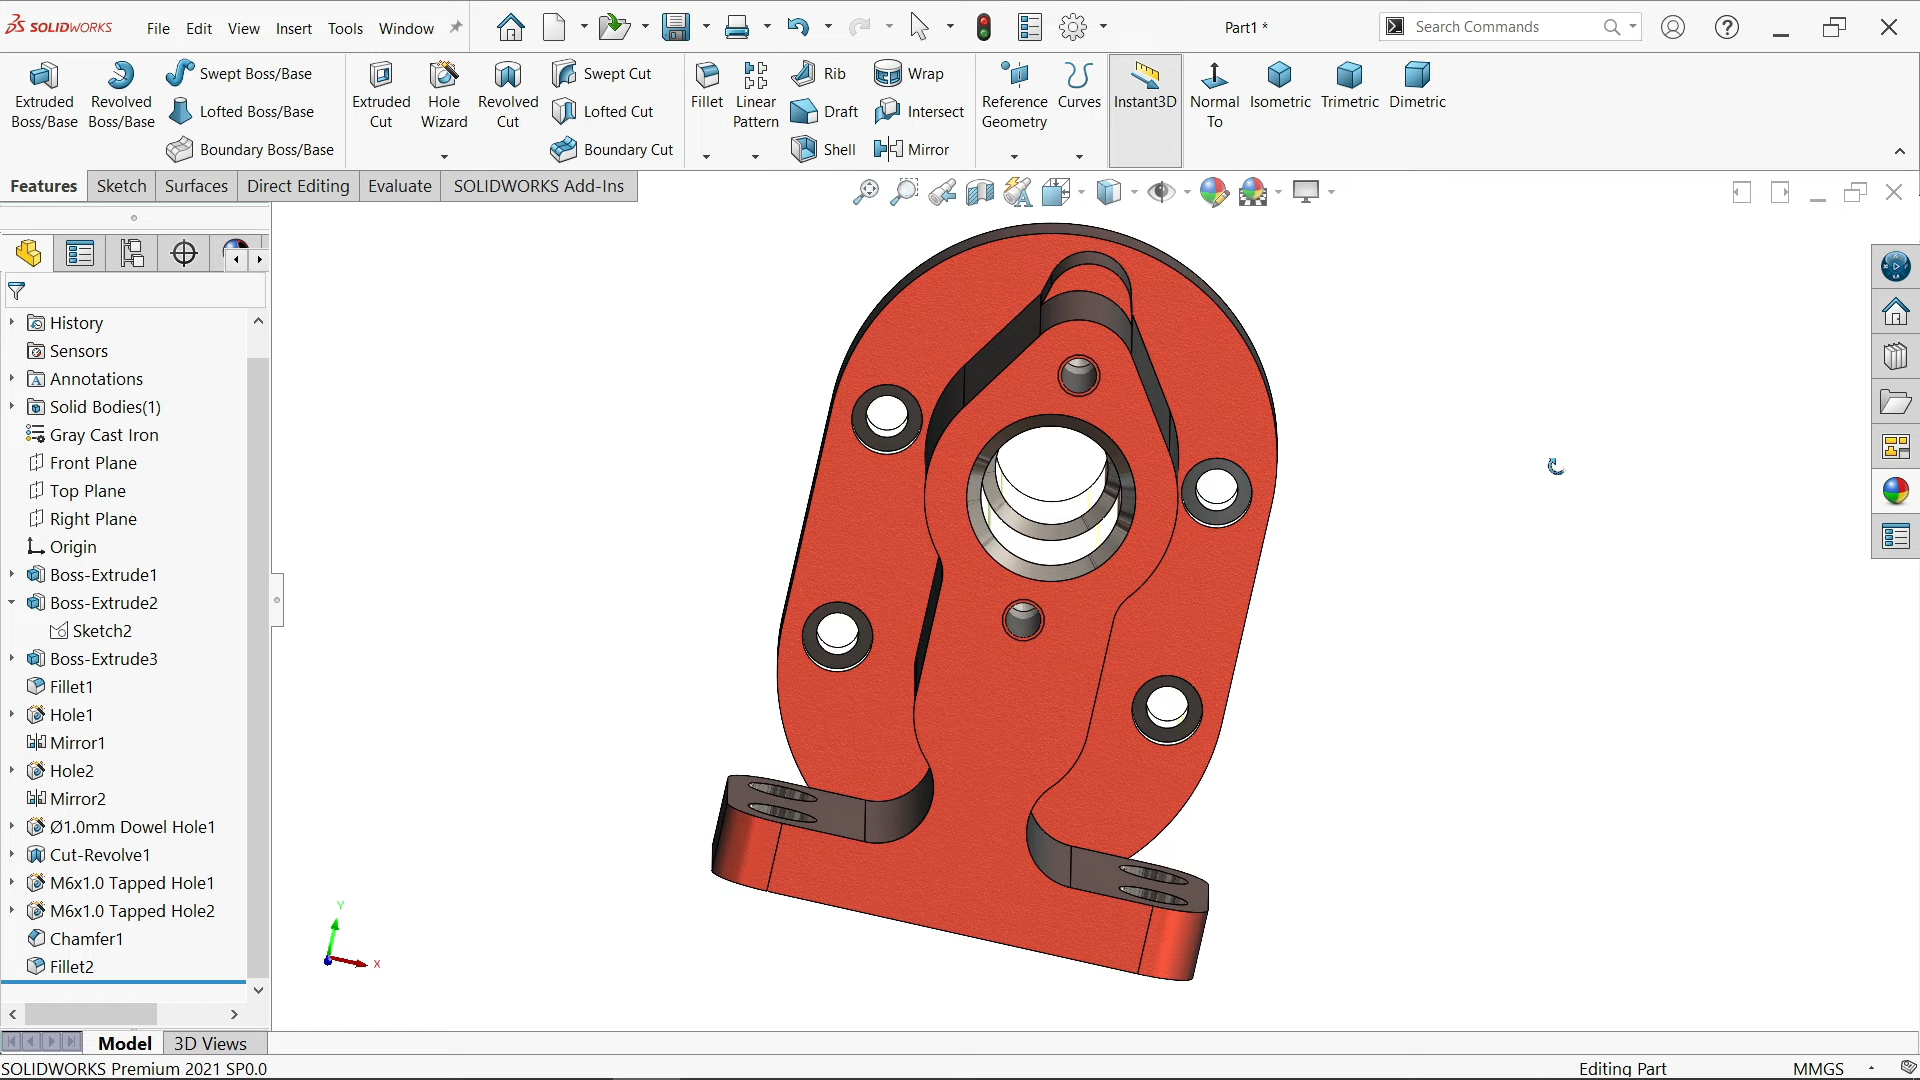 SOLIDWORKS File Edit View Insert Tools Window Part1 * Search Commands
Extruded Boss/Base
Revolved Boss/Base
Swept Boss/Base
Lofted Boss/Base
Boundary Boss/Base
Extruded Cut
Hole Wizard
Revolved Cut
Swept Cut
Lofted Cut
Boundary Cut
Fillet
Linear Pattern
Rib
Draft
Shell
Wrap
Intersect
Mirror
Reference Geometry
Curves
Instant3D
Normal To
Isometric
Trimetric
Dimetric
Features Sketch Surfaces Direct Editing Evaluate SOLIDWORKS Add-Ins
History
Sensors
Annotations
Solid Bodies(1)
Gray Cast Iron
Front Plane
Top Plane
Right Plane
Origin
Boss-Extrude1
Boss-Extrude2
Sketch2
Boss-Extrude3
Fillet1
Hole1
Mirror1
Hole2
Mirror2
Ø1.0mm Dowel Hole1
Cut-Revolve1
M6x1.0 Tapped Hole1
M6x1.0 Tapped Hole2
Chamfer1
Fillet2
Y
X
Model 3D Views
SOLIDWORKS Premium 2021 SP0.0 Editing Part MMGS